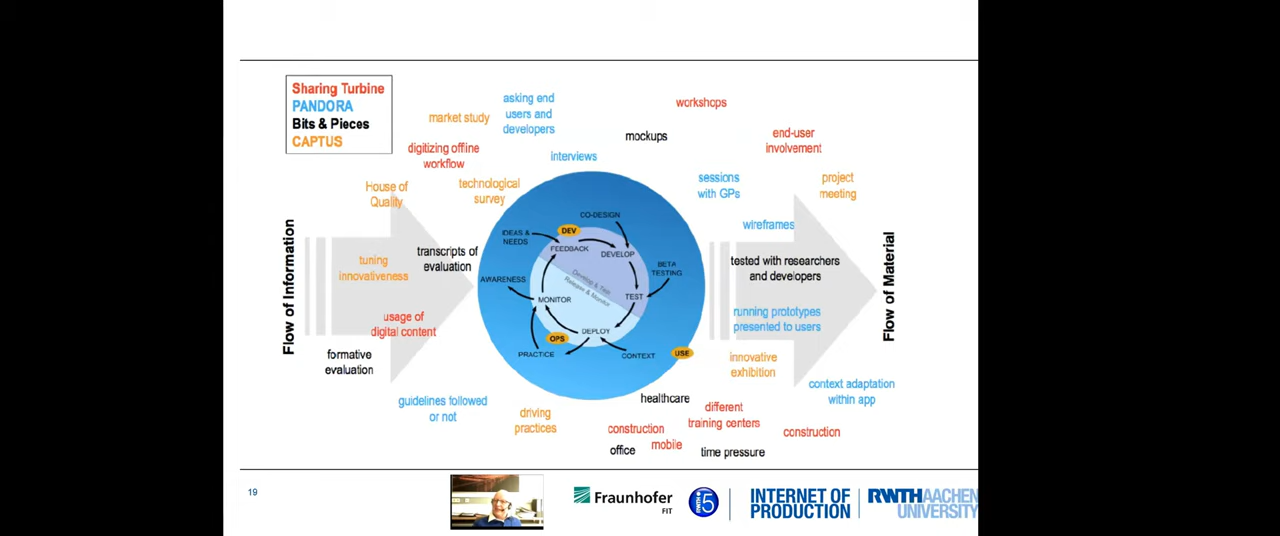 Sharing Turbine
PANDORA
Bits & Pieces
CAPTUS
market study
asking end
users and
developers
workshops
mockups
end-user
involvement
digitizing offline
workflow
interviews
House of
Quality
technological
survey
sessions
with GPs
project
meeting
wireframes
Flow of Information
tuning
innovativeness
transcripts of
evaluation
usage of
digital content
formative
evaluation
CO-DESIGN
DEV
IDEAS &
NEEDS
FEEDBACK
DEVELOP
BETA
TESTING
AWARENESS
Develop & Test
Release & Monitor
MONITOR
TEST
DEPLOY
OPS
PRACTICE
CONTEXT
USE
tested with researchers
and developers
running prototypes
presented to users
innovative
exhibition
Flow of Material
context adaptation
within app
guidelines followed
or not
driving
practices
healthcare
different
training centers
construction
mobile
office
time pressure
construction
19
Fraunhofer
FIT
INTERNET OF
PRODUCTION
RWTH AACHEN
UNIVERSITY